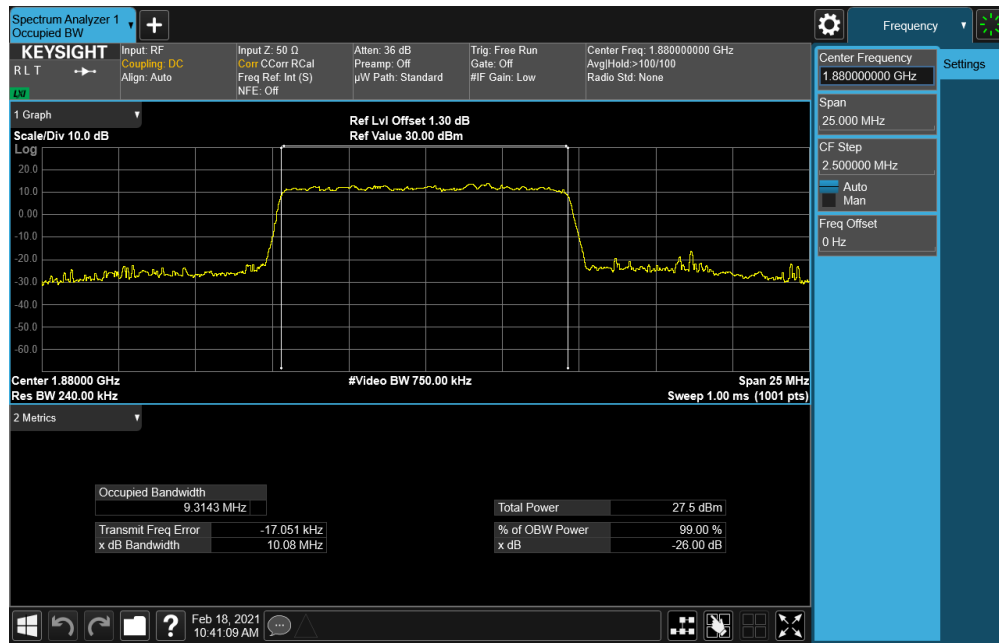 Spectrum Analyzer 1
Occupied BW
Frequency
KEYSIGHT
R L T
LXI
Input: RF
Coupling: DC
Align: Auto
Input Z: 50 Ω
Corr CCorr RCal
Freq Ref: Int (S)
NFE: Off
Atten: 36 dB
Preamp: Off
µW Path: Standard
Trig: Free Run
Gate: Off
#IF Gain: Low
Center Freq: 1.880000000 GHz
Avg|Hold:>100/100
Radio Std: None
Center Frequency
1.880000000 GHz
Settings
Span
25.000 MHz
CF Step
2.500000 MHz
Auto
Man
Freq Offset
0 Hz
1 Graph
Scale/Div 10.0 dB
Ref Lvl Offset 1.30 dB
Ref Value 30.00 dBm
Log
20.0
10.0
0.00
-10.0
-20.0
-30.0
-40.0
-50.0
-60.0
Center 1.88000 GHz
#Video BW 750.00 kHz
Span 25 MHz
Res BW 240.00 kHz
Sweep 1.00 ms (1001 pts)
2 Metrics
Occupied Bandwidth
9.3143 MHz
Total Power 27.5 dBm
Transmit Freq Error -17.051 kHz
% of OBW Power 99.00 %
x dB Bandwidth 10.08 MHz
x dB -26.00 dB
?
Feb 18, 2021
10:41:09 AM